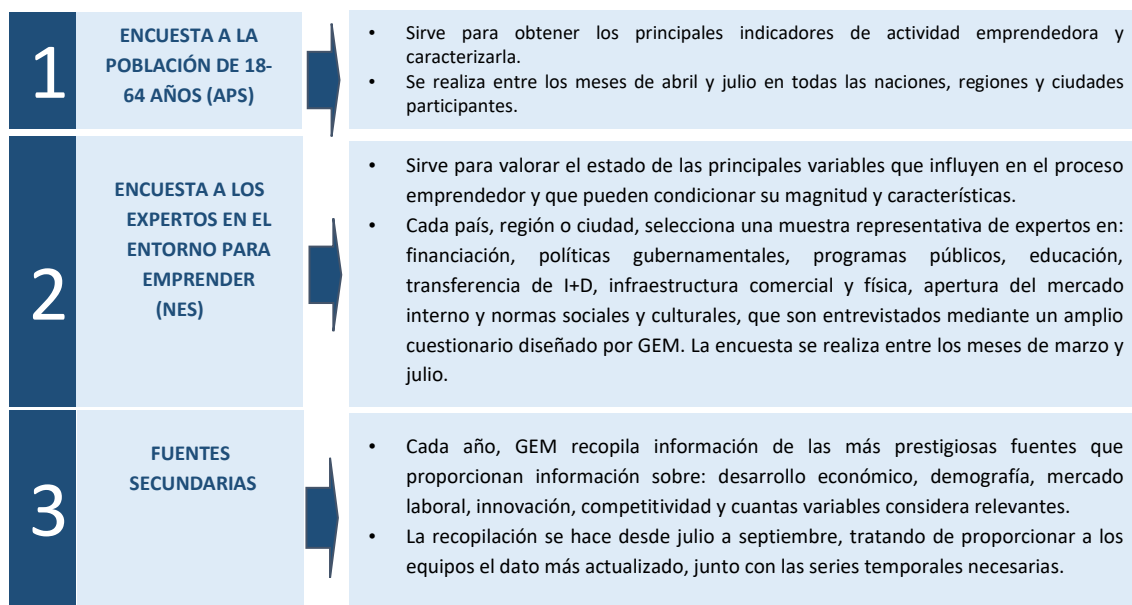 1
ENCUESTA A LA
POBLACIÓN DE 18-
64 AÑOS (APS)
• Sirve para obtener los principales indicadores de actividad emprendedora y
caracterizarla.
• Se realiza entre los meses de abril y julio en todas las naciones, regiones y ciudades
participantes.
2
ENCUESTA A LOS
EXPERTOS EN EL
ENTORNO PARA
EMPRENDER
(NES)
• Sirve para valorar el estado de las principales variables que influyen en el proceso
emprendedor y que pueden condicionar su magnitud y características.
• Cada país, región o ciudad, selecciona una muestra representativa de expertos en:
financiación, políticas gubernamentales, programas públicos, educación,
transferencia de I+D, infraestructura comercial y física, apertura del mercado
interno y normas sociales y culturales, que son entrevistados mediante un amplio
cuestionario diseñado por GEM. La encuesta se realiza entre los meses de marzo y
julio.
3
FUENTES
SECUNDARIAS
• Cada año, GEM recopila información de las más prestigiosas fuentes que
proporcionan información sobre: desarrollo económico, demografía, mercado
laboral, innovación, competitividad y cuantas variables considera relevantes.
• La recopilación se hace desde julio a septiembre, tratando de proporcionar a los
equipos el dato más actualizado, junto con las series temporales necesarias.